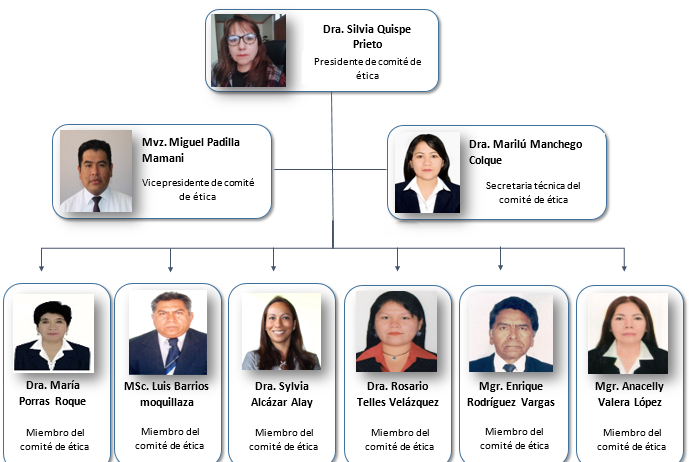 Dra. Silvia Quispe
Prieto
Presidente de comité de
ética
Mvz. Miguel Padilla
Mamani
Vicepresidente de comité
de ética
Dra. Marilú Manchego
Colque
Secretaria técnica del
comité de ética
Dra. María
Porras Roque
Miembro del
comité de ética
MSc. Luis Barrios
moquillaza
Miembro del
comité de ética
Dra. Sylvia
Alcázar Alay
Miembro del
comité de ética
Dra. Rosario
Telles Velázquez
Miembro del
comité de ética
Mgr. Enrique
Rodríguez Vargas
Miembro del
comité de ética
Mgr. Anacelly
Valera López
Miembro del
comité de ética